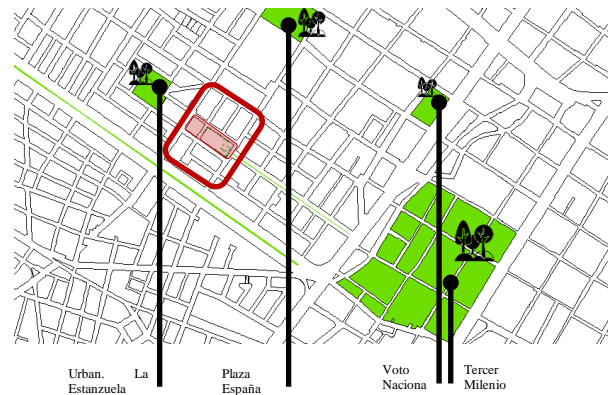 Urban. La
Estanzuela
Plaza
España
Voto
Naciona
Tercer
Milenio